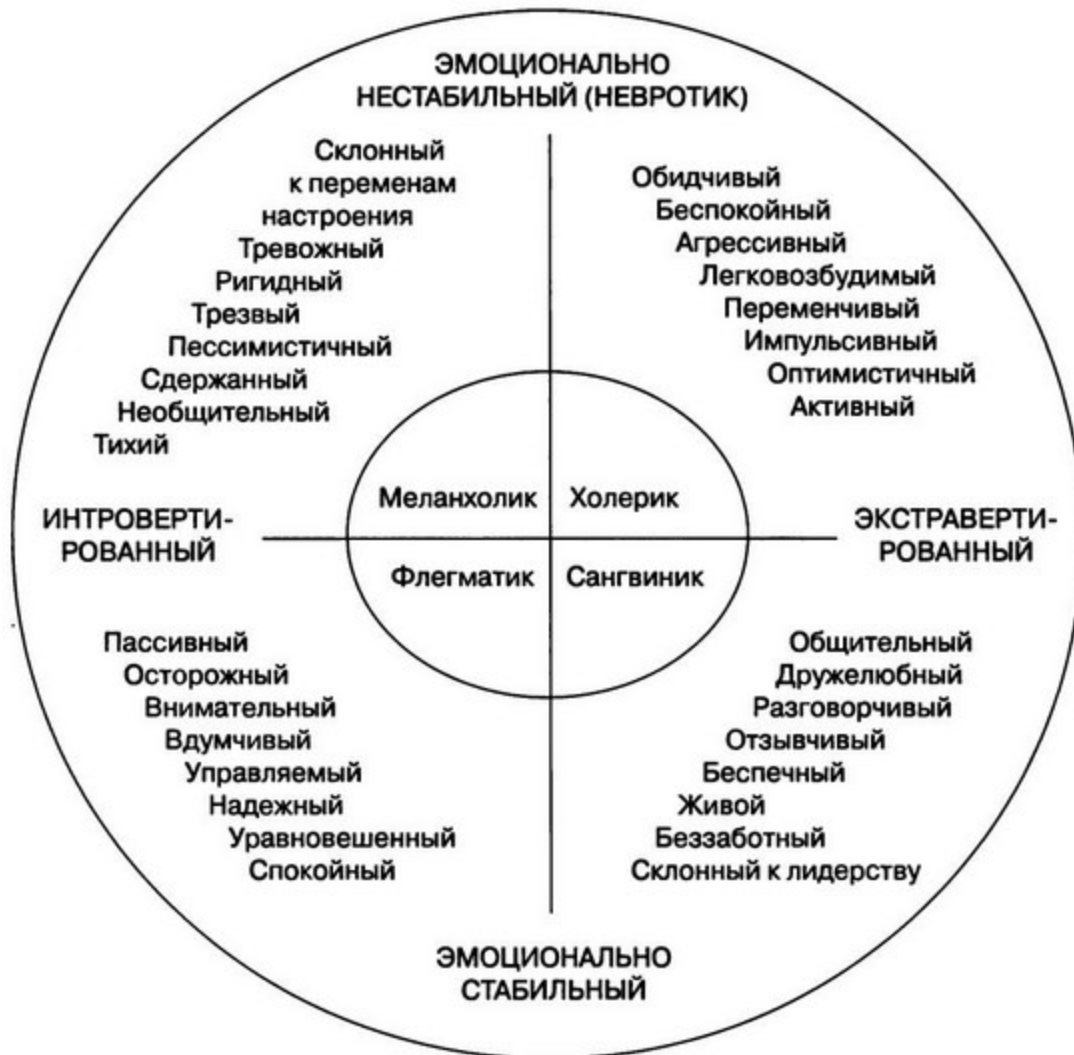 ЭМОЦИОНАЛЬНО
НЕСТАБИЛЬНЫЙ (НЕВРОТИК)
Склонный
к переменам
настроения
Тревожный
Ригидный
Трезвый
Пессимистичный
Сдержанный
Необщительный
Тихий
Обидчивый
Беспокойный
Агрессивный
Легковозбудимый
Переменчивый
Импульсивный
Оптимистичный
Активный
ИНТРОВЕРТИ-
РОВАННЫЙ
Меланхолик
Холерик
Флегматик
Сангвиник
ЭКСТРАВЕРТИ-
РОВАННЫЙ
Пассивный
Осторожный
Внимательный
Вдумчивый
Управляемый
Надежный
Уравновешенный
Спокойный
Общительный
Дружелюбный
Разговорчивый
Отзывчивый
Беспечный
Живой
Беззаботный
Склонный к лидерству
ЭМОЦИОНАЛЬНО
СТАБИЛЬНЫЙ